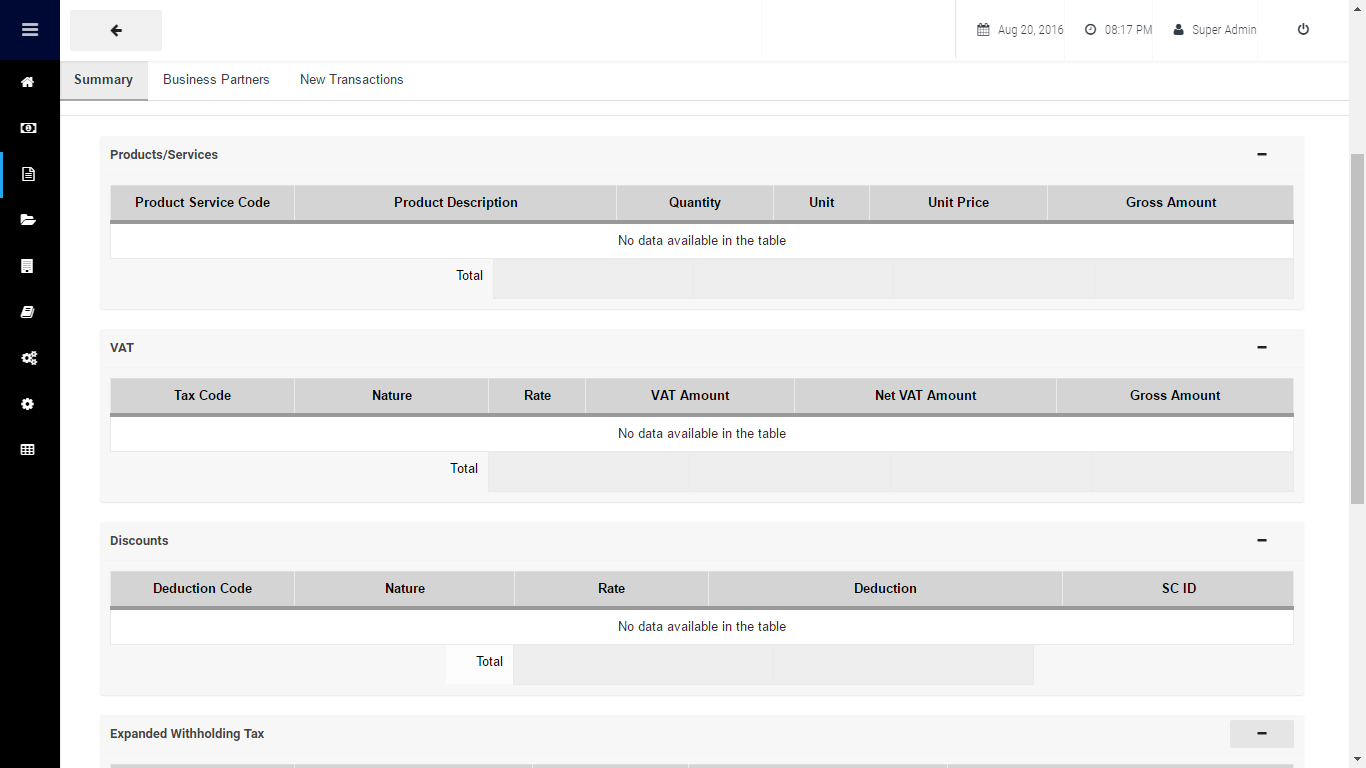 Aug 20, 2016 08:17 PM Super Admin
Summary Business Partners New Transactions
Products/Services
Product Service Code Product Description Quantity Unit Unit Price Gross Amount
No data available in the table
Total
VAT
Tax Code Nature Rate VAT Amount Net VAT Amount Gross Amount
No data available in the table
Total
Discounts
Deduction Code Nature Rate Deduction SC ID
No data available in the table
Total
Expanded Withholding Tax